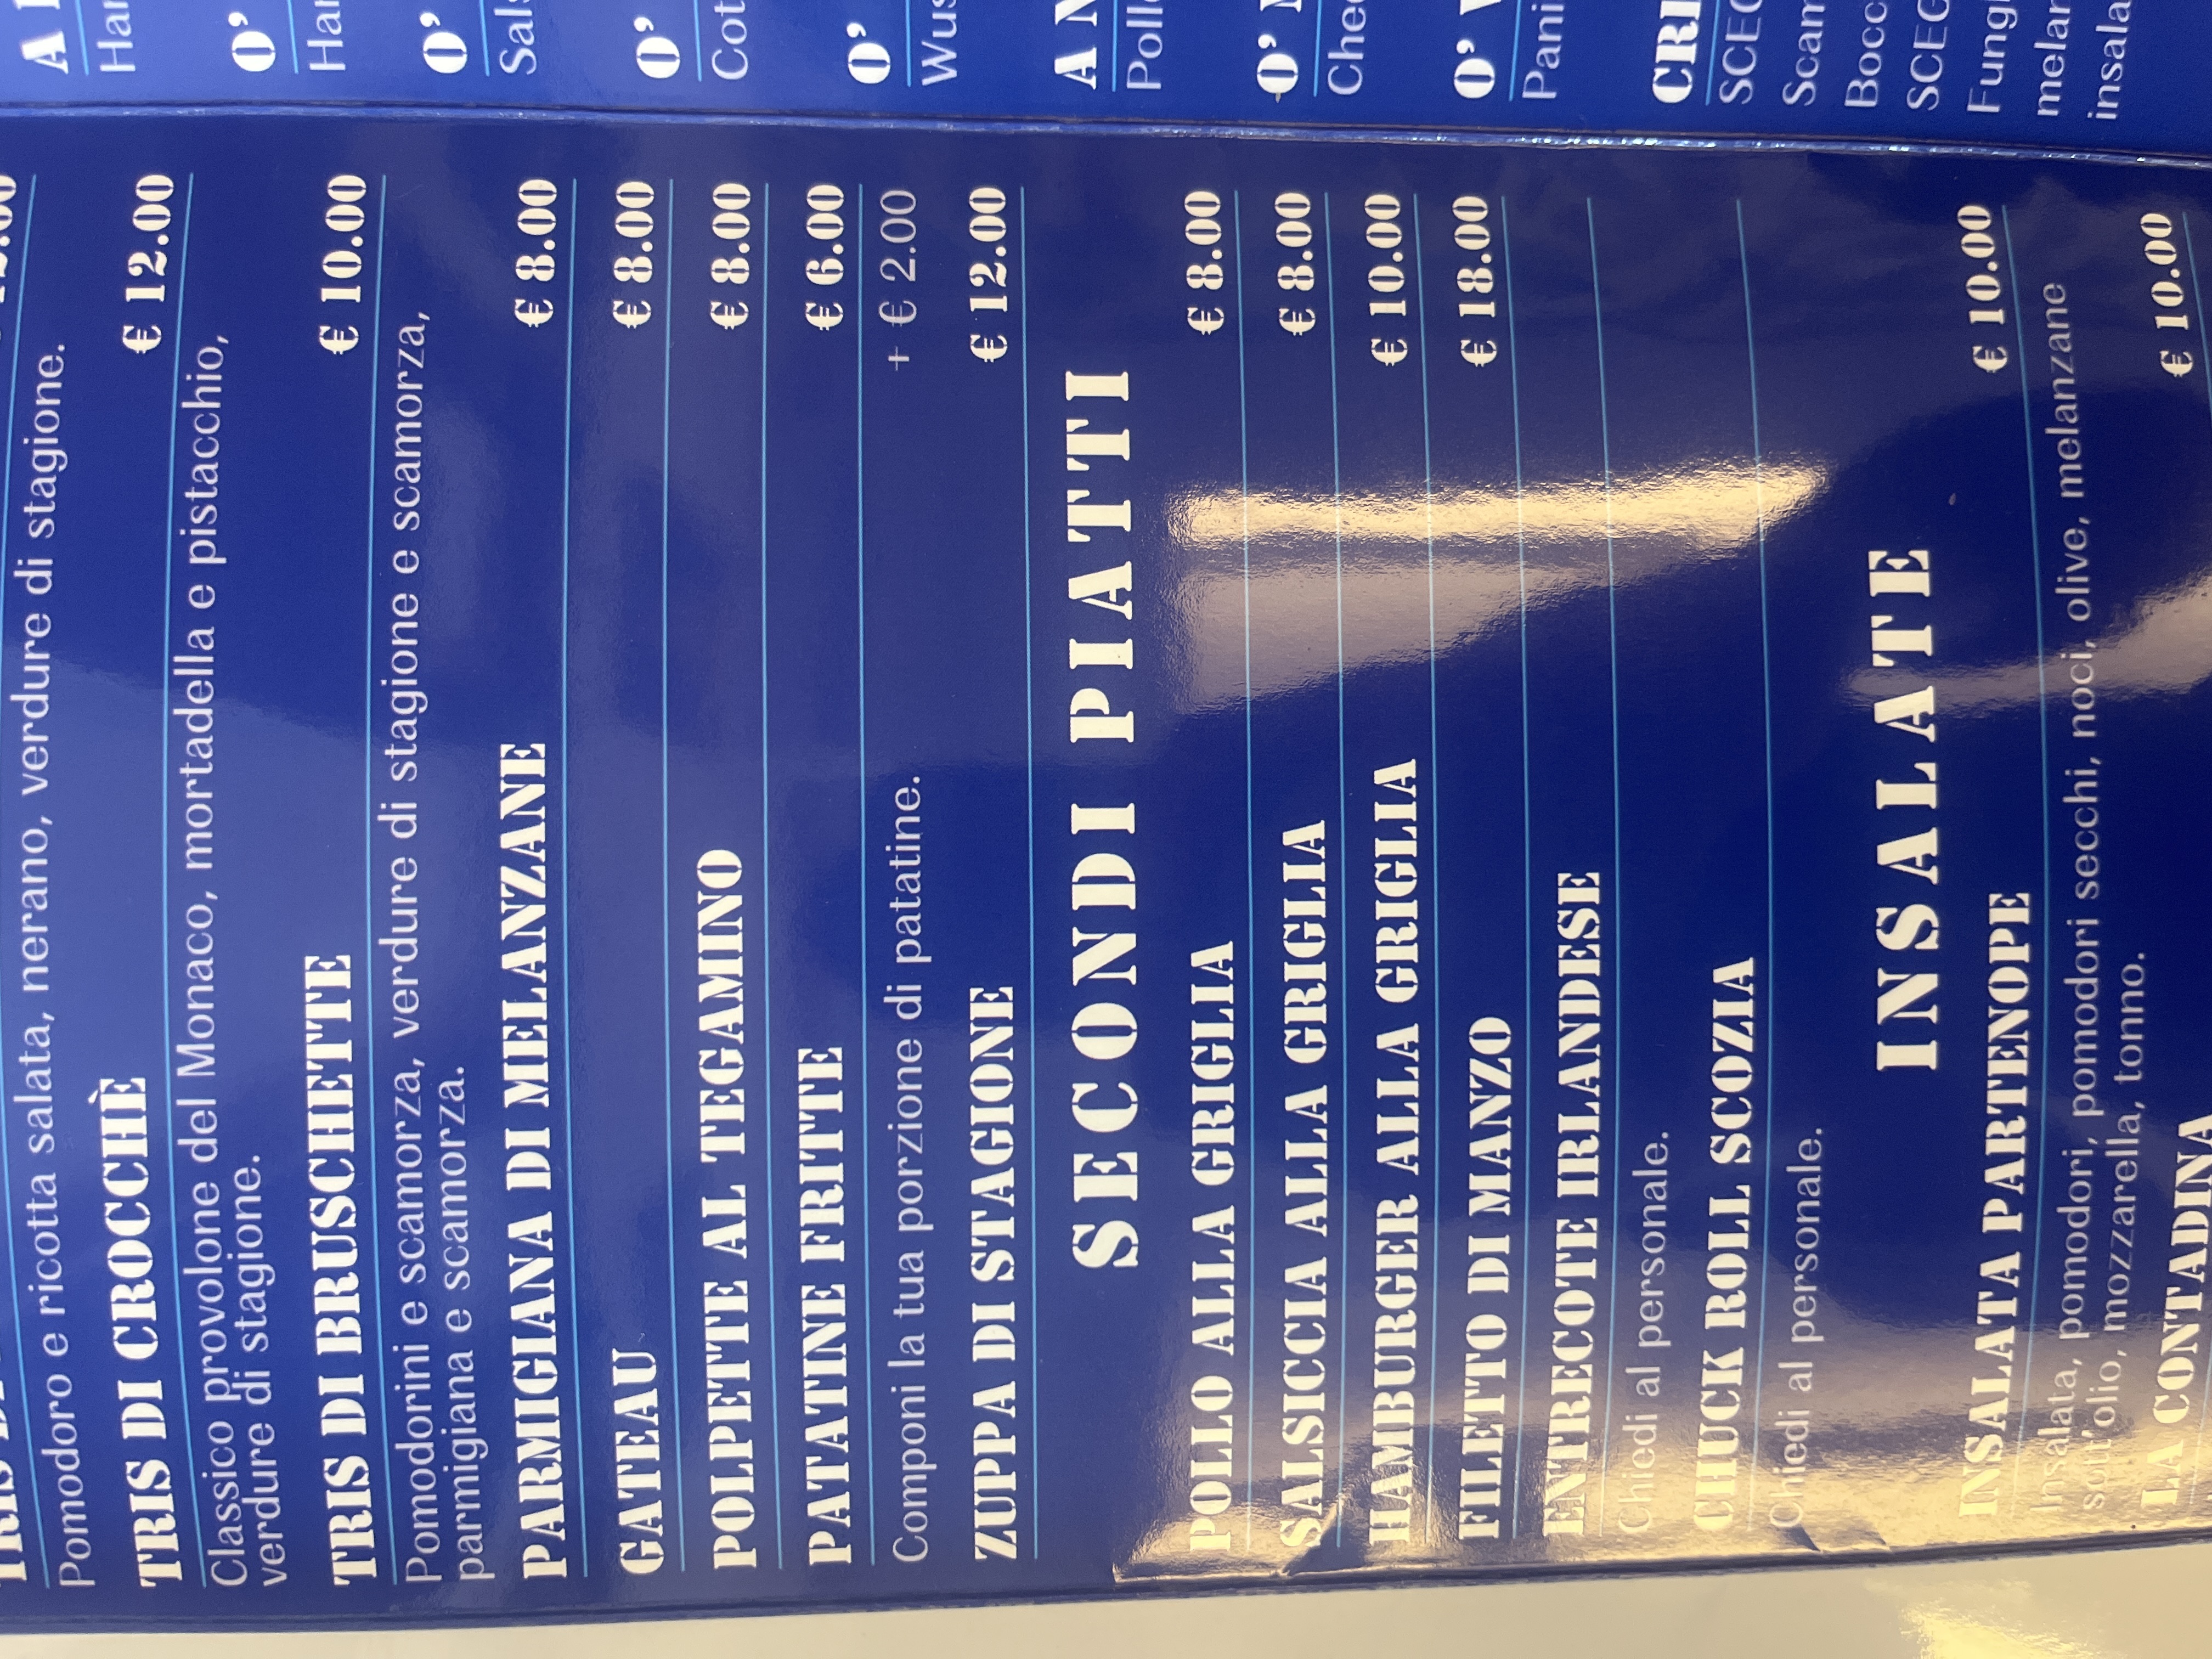 Pomodoro e ricotta salata, nerano, verdure di stagione.
TRIS DI CROCCHÈ € 12.00
Classico provolone del Monaco, mortadella e pistacchio,
verdure di stagione.
TRIS DI BRUSCHETTE € 10.00
Pomodorini e scamorza, verdure di stagione e scamorza,
parmigiana e scamorza.
PARMIGIANA DI MELANZANE € 8.00
GATEAU € 8.00
POLPETTE AL TEGAMINO € 8.00
PATATINE FRITTE € 6.00
Componi la tua porzione di patatine. + € 2.00
ZUPPA DI STAGIONE € 12.00
SECONDI PIATTI
POLLO ALLA GRIGLIA € 8.00
SALSICCIA ALLA GRIGLIA € 8.00
HAMBURGER ALLA GRIGLIA € 10.00
FILETTO DI MANZO € 18.00
ENTRECOTE IRLANDESE
Chiedi al personale.
CHUCK ROLL SCOZIA
Chiedi al personale.
INSALATE
INSALATA PARTENOPE € 10.00
Insalata, pomodori, pomodori secchi, noci, olive, melanzane
sott'olio, mozzarella, tonno.
LA CONTADINA € 10.00
A
O'
O'
O'
O'
A
O'
Pani
O'